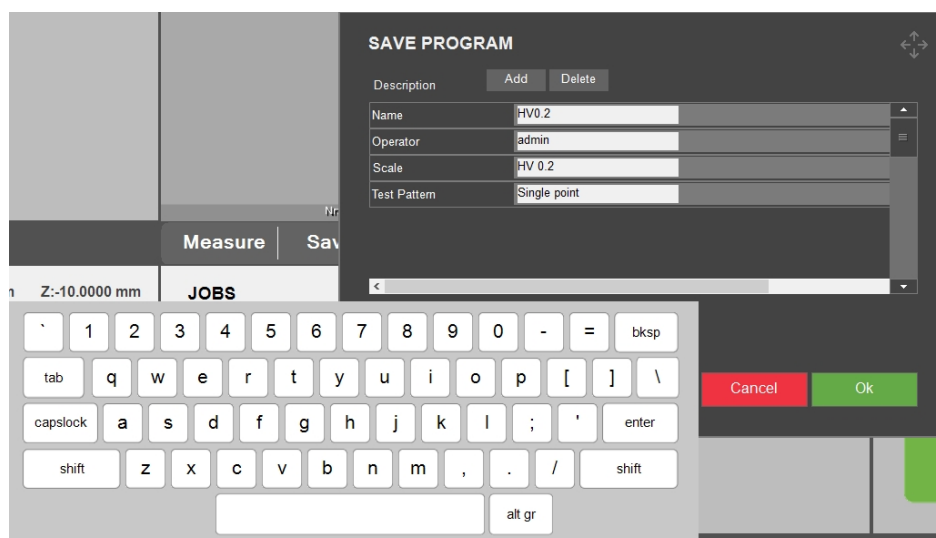 SAVE PROGRAM
Description Add Delete
Name HV0.2
Operator admin
Scale HV 0.2
Test Pattern Single point
Measure
Z:-10.0000 mm JOBS
` 1 2 3 4 5 6 7 8 9 0 - = bksp
tab q w e r t y u i o p [ ] \
capslock a s d f g h j k l ; ' enter
shift z x c v b n m , . / shift
alt gr
Cancel Ok